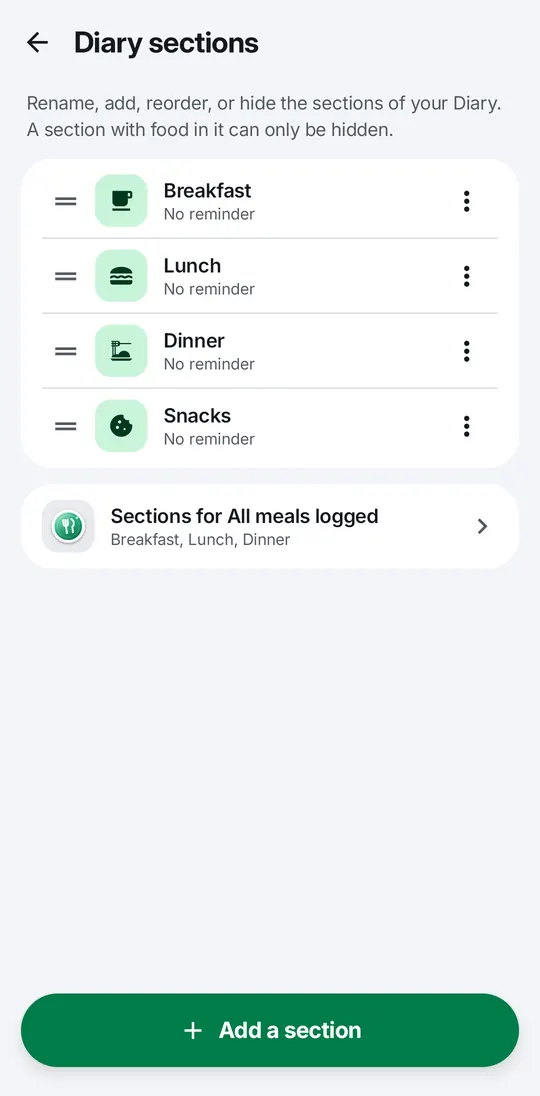 Diary sections
Rename, add, reorder, or hide the sections of your Diary.
A section with food in it can only be hidden.
Breakfast
No reminder
Lunch
No reminder
Dinner
No reminder
Snacks
No reminder
Sections for All meals logged
Breakfast, Lunch, Dinner
Add a section